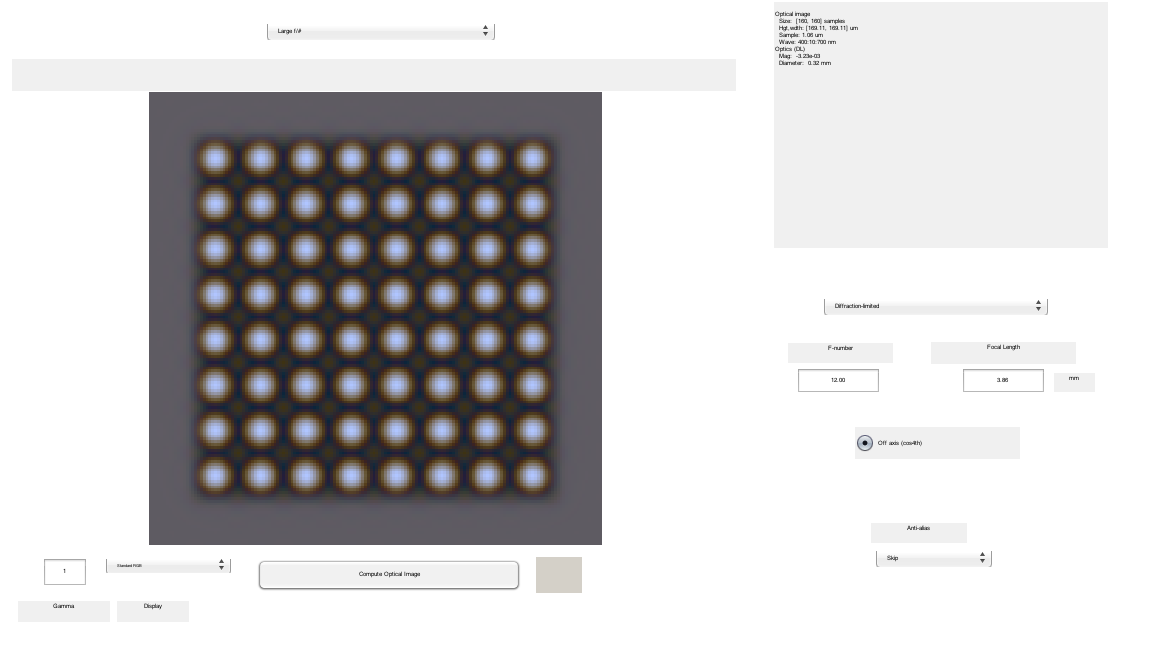 Large f/#
Optical image
Size: [160, 160] samples
Hgt,wdth: [169.11, 169.11] um
Sample: 1.06 um
Wave: 400:10:700 nm
Optics (DL)
Mag: -3.23e-03
Diameter: 0.32 mm
Diffraction-limited
F-number
Focal Length
12.00
3.86
mm
Off axis (cos4th)
Anti-alias
Skip
1
Standard RGB
Compute Optical Image
Gamma
Display